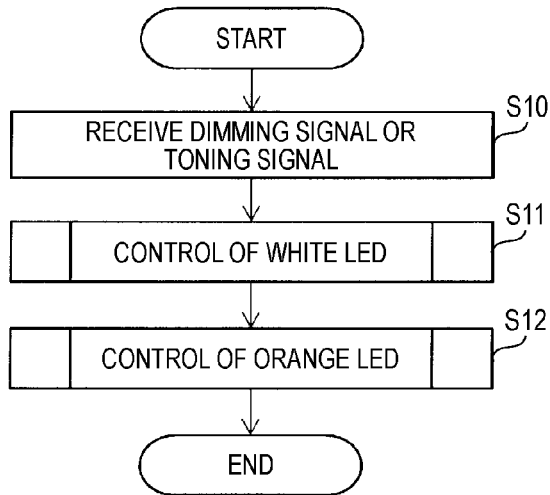 START
S10
RECEIVE DIMMING SIGNAL OR
TONING SIGNAL
S11
CONTROL OF WHITE LED
S12
CONTROL OF ORANGE LED
END